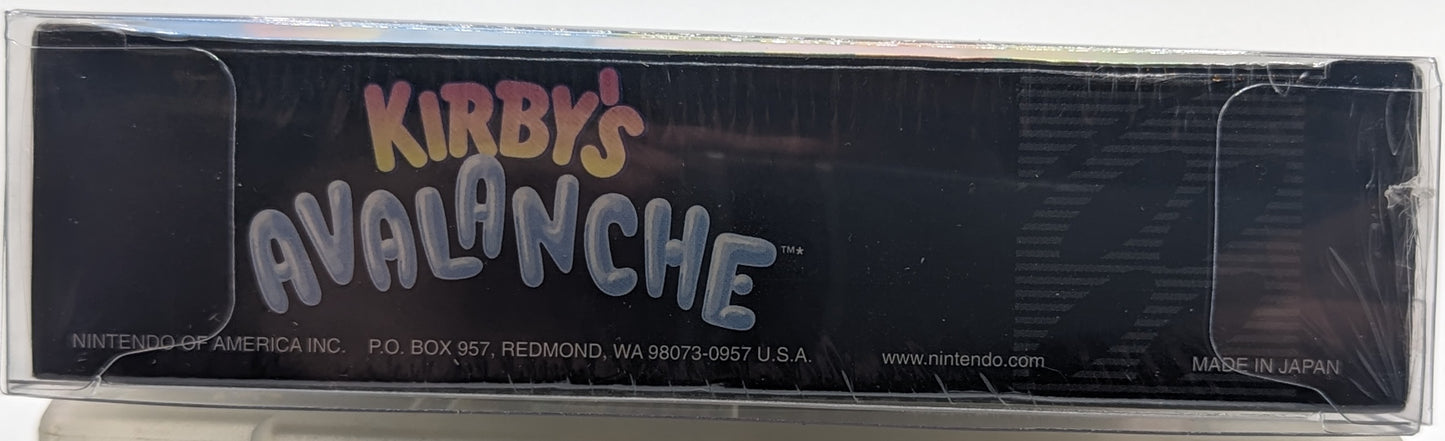 KIRBY'S
AVALANCHE™*
NINTENDO OF AMERICA INC. P.O. BOX 957, REDMOND, WA 98073-0957 U.S.A. www.nintendo.com MADE IN JAPAN